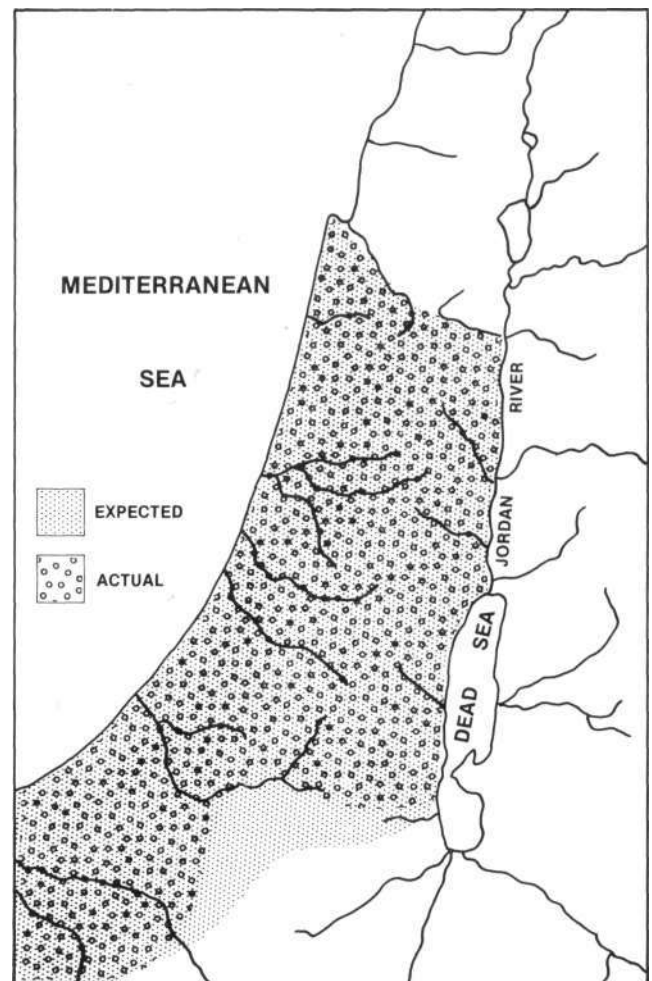 MEDITERRANEAN
SEA
EXPECTED
ACTUAL
JORDAN RIVER
DEAD SEA